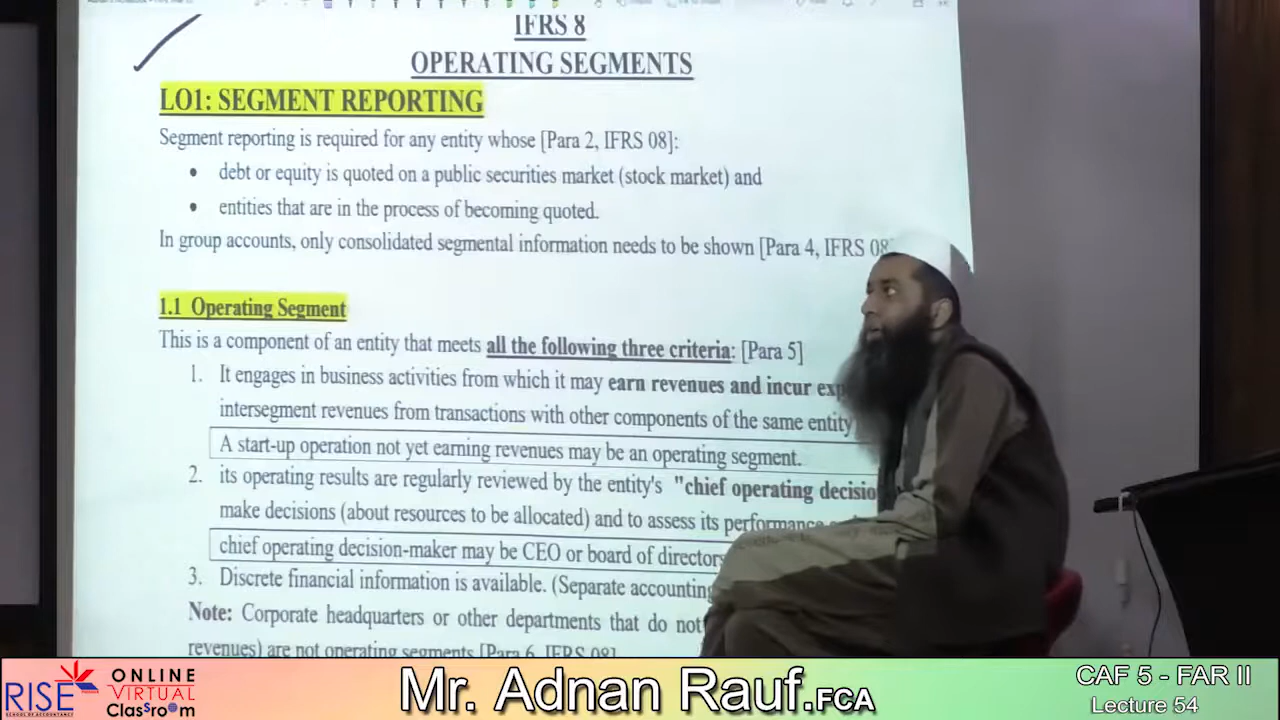 IFRS 8
OPERATING SEGMENTS
LO1: SEGMENT REPORTING
Segment reporting is required for any entity whose [Para 2, IFRS 08]:
• debt or equity is quoted on a public securities market (stock market) and
• entities that are in the process of becoming quoted.
In group accounts, only consolidated segmental information needs to be shown [Para 4, IFRS 08
1.1 Operating Segment
This is a component of an entity that meets all the following three criteria: [Para 5]
1. It engages in business activities from which it may earn revenues and incur exp
intersegment revenues from transactions with other components of the same entity
A start-up operation not yet earning revenues may be an operating segment.
2. its operating results are regularly reviewed by the entity's "chief operating decisio
make decisions (about resources to be allocated) and to assess its performance
chief operating decision-maker may be CEO or board of directors
3. Discrete financial information is available. (Separate accounting
Note: Corporate headquarters or other departments that do not
revenues) are not operating segments [Para 6, IFRS 08]
RISE
SCHOOL OF ACCOUNTANCY
ONLINE
VIRTUAL
Classroom
Mr. Adnan Rauf.FCA
CAF 5 - FAR II
Lecture 54